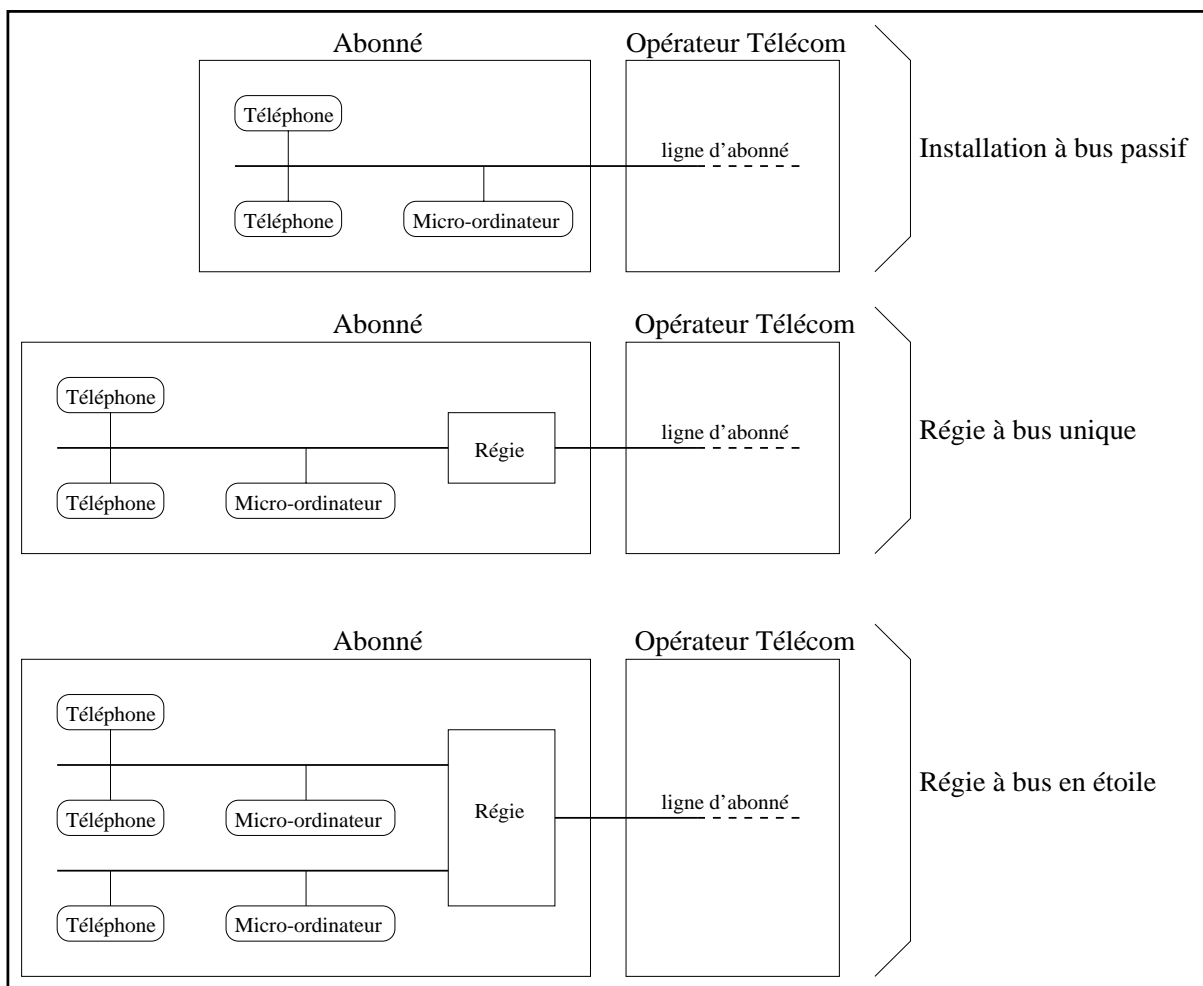 Abonné
Opérateur Télécom
Téléphone
ligne d'abonné
Installation à bus passif
Téléphone
Micro-ordinateur
Abonné
Opérateur Télécom
Téléphone
Régie
ligne d'abonné
Régie à bus unique
Téléphone
Micro-ordinateur
Abonné
Opérateur Télécom
Téléphone
Régie à bus en étoile
Téléphone
Micro-ordinateur
Régie
ligne d'abonné
Téléphone
Micro-ordinateur